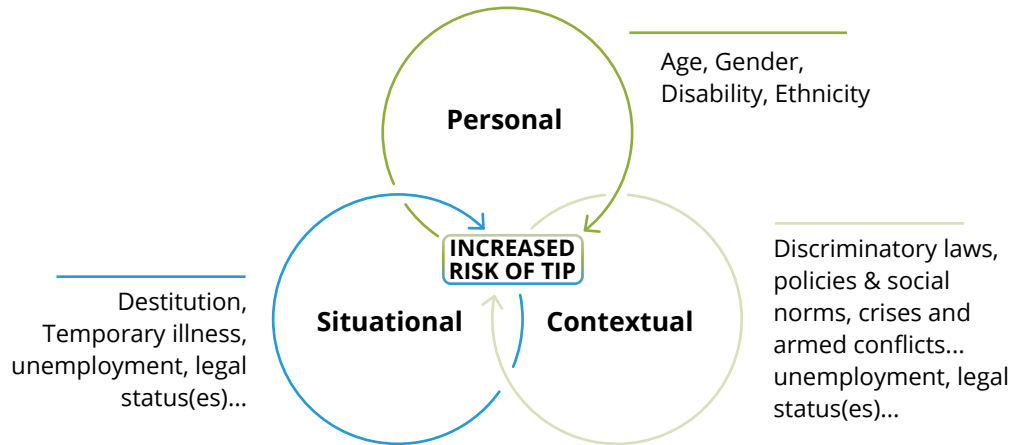 Personal
Age, Gender,
Disability, Ethnicity
INCREASED
RISK OF TIP
Situational
Destitution,
Temporary illness,
unemployment, legal
status(es)...
Contextual
Discriminatory laws,
policies & social
norms, crises and
armed conflicts...
unemployment, legal
status(es)...